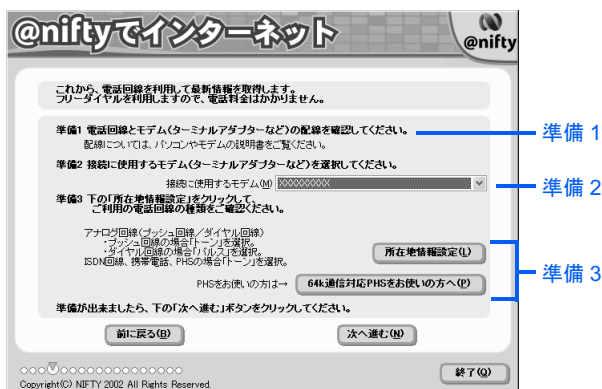 @niftyでインターネット
@nifty
これから、電話回線を利用して最新情報を取得します。
フリーダイヤルを利用しますので、電話料金はかかりません。
準備1 電話回線とモデム(ターミナルアダプターなど)の配線を確認してください。
配線については、パソコンやモデムの説明書をご覧ください。
準備2 接続に使用するモデム(ターミナルアダプターなど)を選択してください。
接続に使用するモデム(M) XXXXXXXXXX
準備3 下の「所在地情報設定」をクリックして、
ご利用の電話回線の種類をご確認ください。
アナログ回線(プッシュ回線/ダイヤル回線)
・プッシュ回線の場合「トーン」を選択。
・ダイヤル回線の場合「パルス」を選択。
ISDN回線、携帯電話、PHSの場合「トーン」を選択。
所在地情報設定(L)
PHSをお使いの方は→ 64k通信対応PHSをお使いの方へ(P)
準備が出来ましたら、下の「次へ進む」ボタンをクリックしてください。
前に戻る(B) 次へ進む(N)
終了(Q)
Copyright(C) NIFTY 2002 All Rights Reserved.
準備 1
準備 2
準備 3